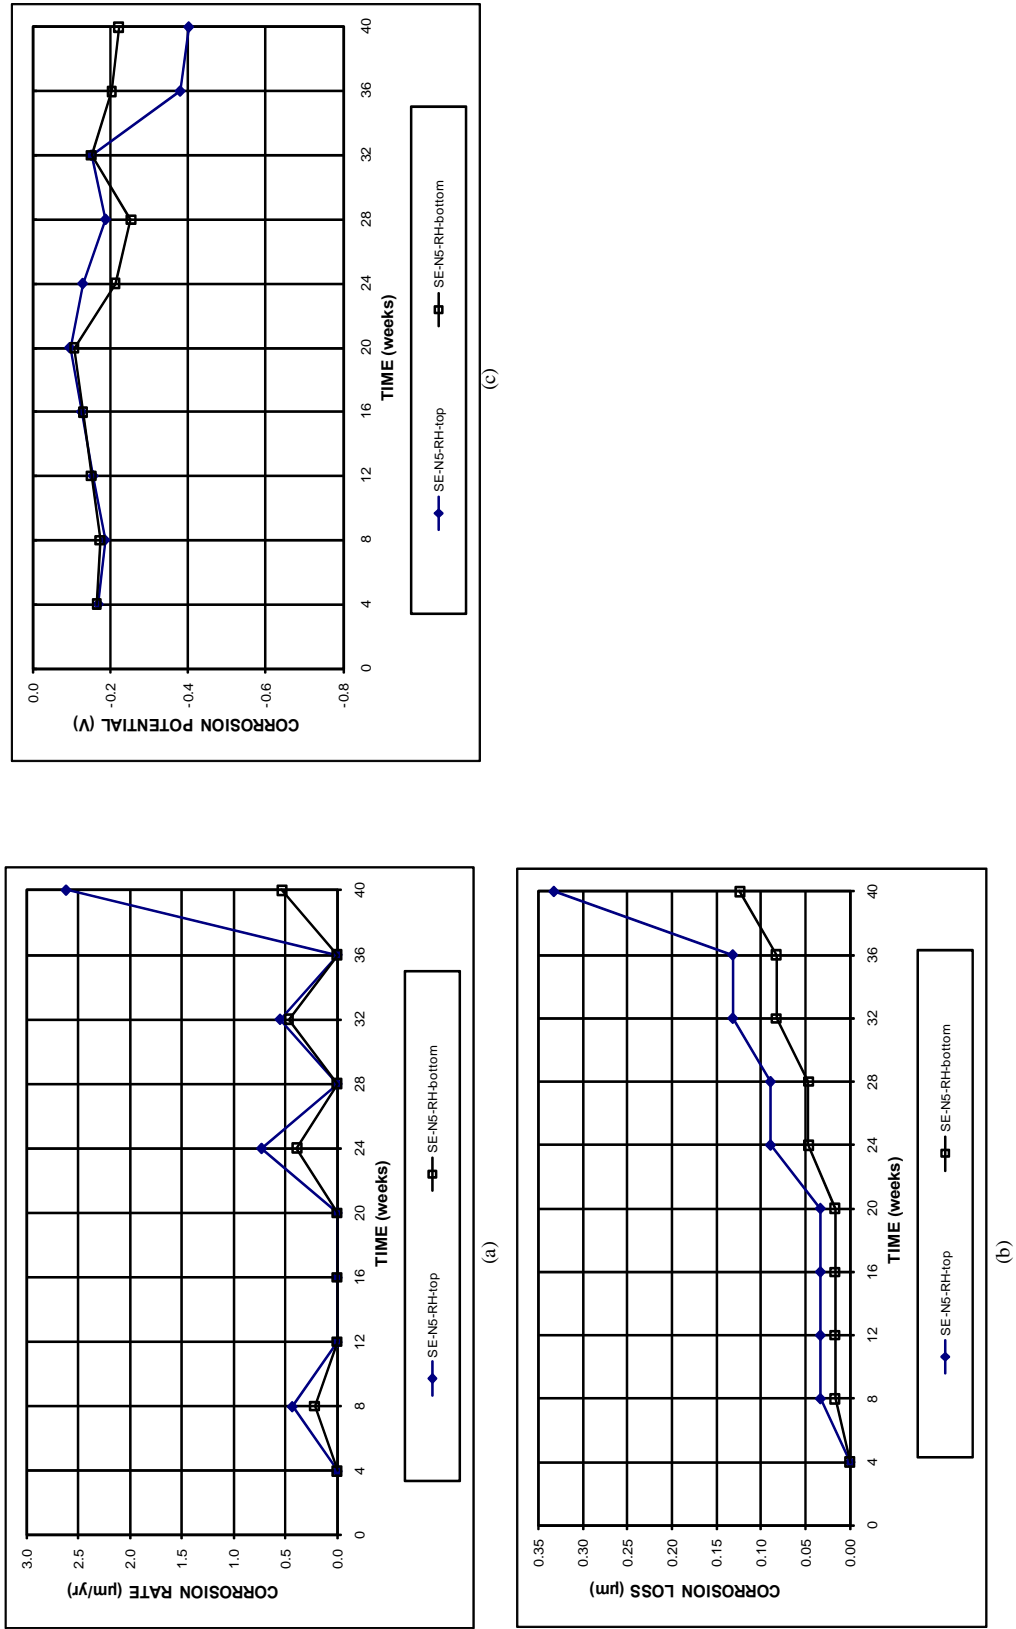 3.0
2.5
2.0
1.5
1.0
0.5
0.0
CORROSION RATE (µm/yr)
0 4 8 12 16 20 24 28 32 36 40
TIME (weeks)
SE-N5-RH-top SE-N5-RH-bottom
(a)
0.35
0.30
0.25
0.20
0.15
0.10
0.05
0.00
CORROSION LOSS (µm)
0 4 8 12 16 20 24 28 32 36 40
TIME (weeks)
SE-N5-RH-top SE-N5-RH-bottom
(b)
0.0
-0.2
-0.4
-0.6
-0.8
CORROSION POTENTIAL (V)
0 4 8 12 16 20 24 28 32 36 40
TIME (weeks)
SE-N5-RH-top SE-N5-RH-bottom
(c)